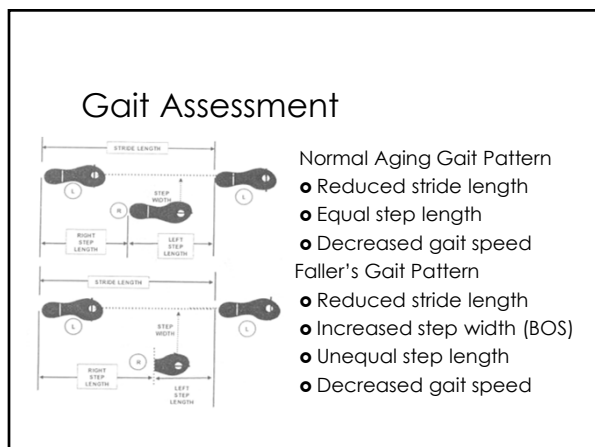 Gait Assessment
STRIDE LENGTH
L
L
STEP
WIDTH
R
RIGHT
STEP
LENGTH
LEFT
STEP
LENGTH
STRIDE LENGTH
L
L
STEP
WIDTH
R
RIGHT
STEP
LENGTH
LEFT
STEP
LENGTH
Normal Aging Gait Pattern
Reduced stride length
Equal step length
Decreased gait speed
Faller’s Gait Pattern
Reduced stride length
Increased step width (BOS)
Unequal step length
Decreased gait speed